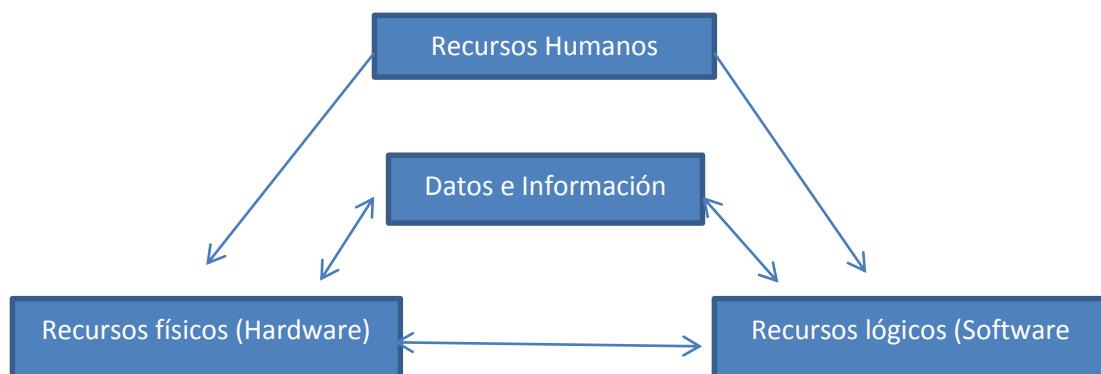 Recursos Humanos
Datos e Información
Recursos físicos (Hardware)
Recursos lógicos (Software